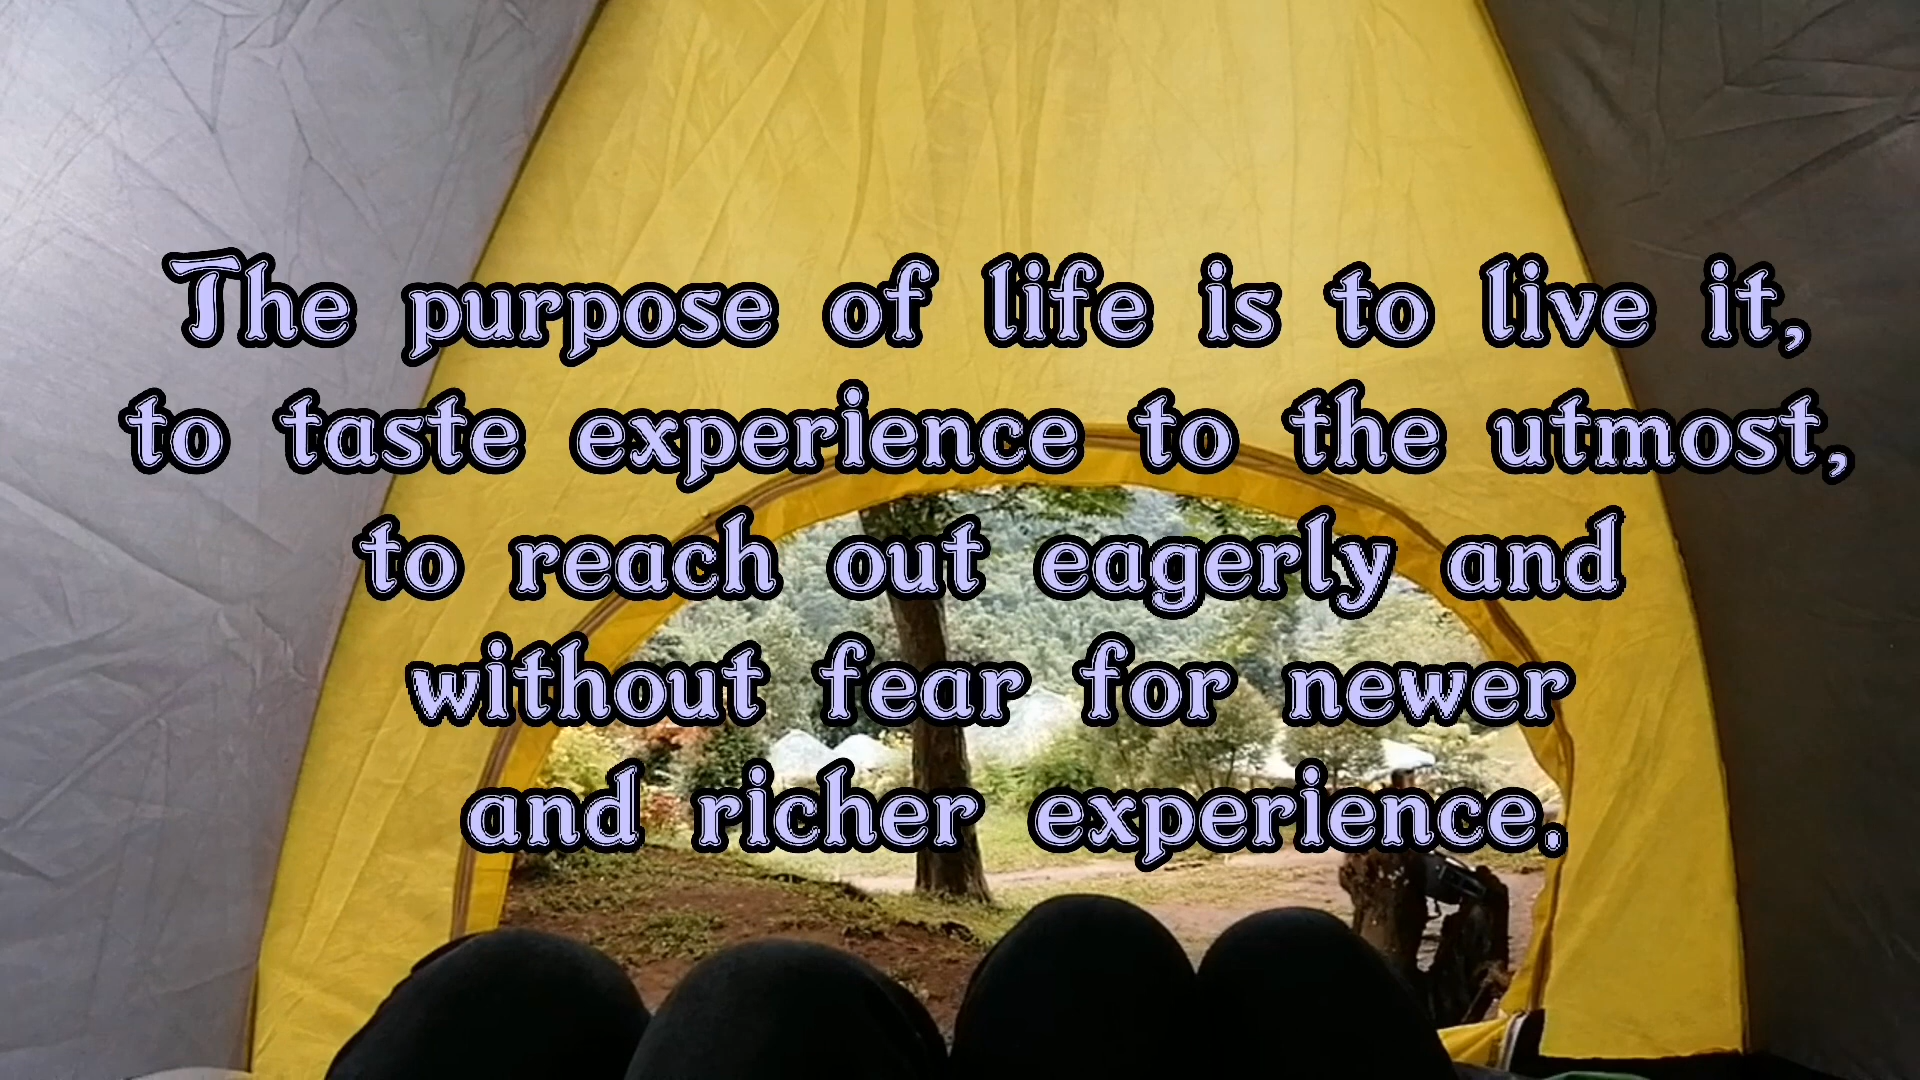 The purpose of life is to live it,
to taste experience to the utmost,
to reach out eagerly and
without fear for newer
and richer experience.